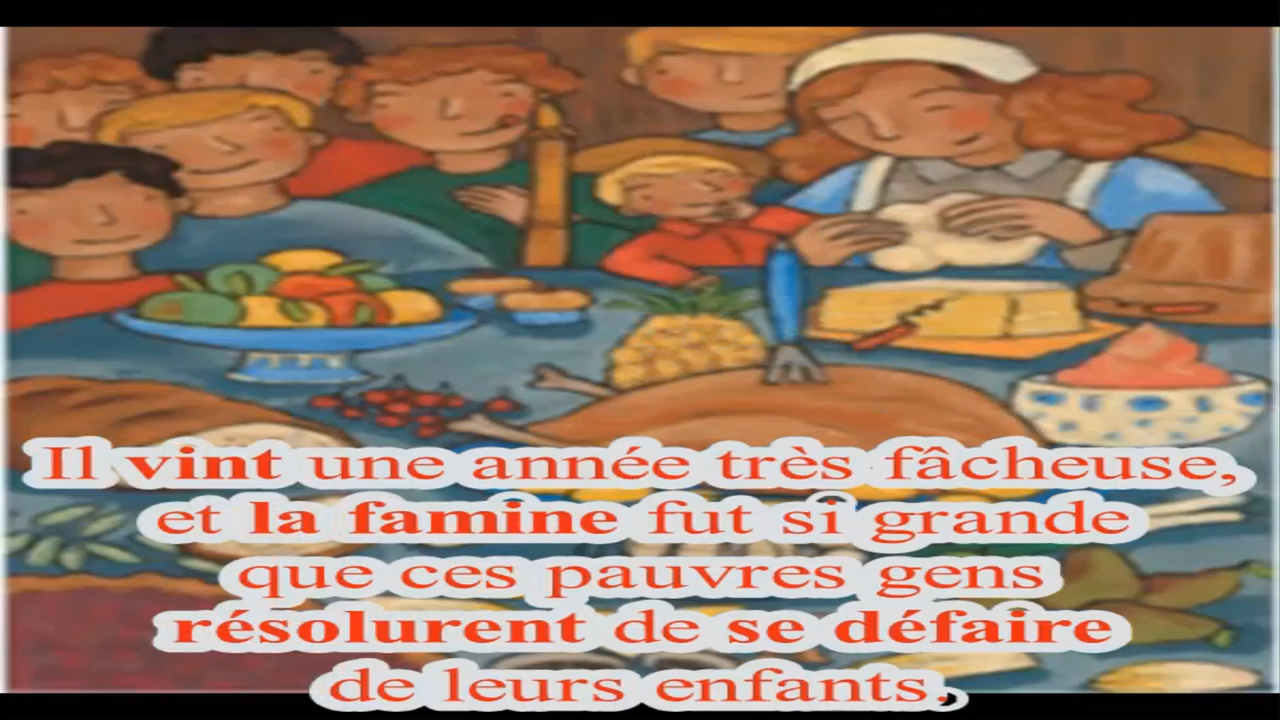 Il vint une année très fâcheuse,
et la famine fut si grande
que ces pauvres gens
résolurent de se défaire
de leurs enfants.